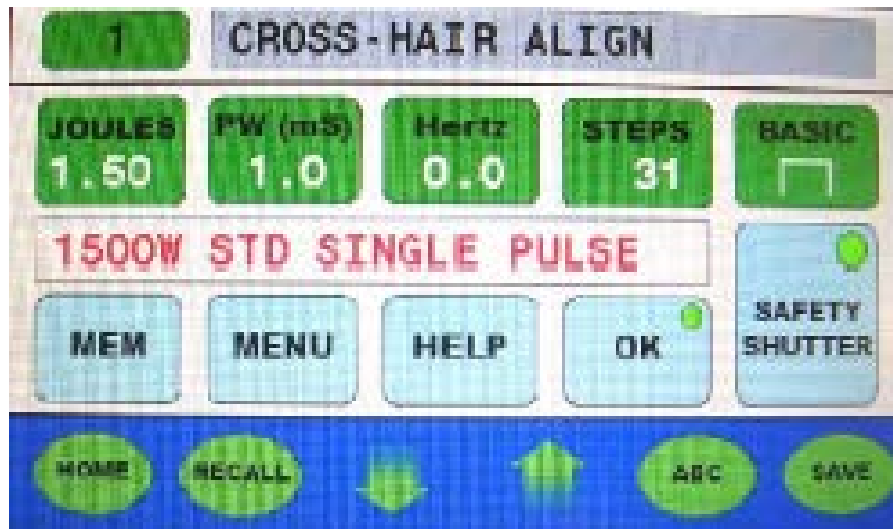 1 CROSS-HAIR ALIGN
JOULES PW (mS) Hertz STEPS BASIC
1.50 1.0 0.0 31
1500W STD SINGLE PULSE
SAFETY SHUTTER
MEM MENU HELP OK
HOME RECALL ABC SAVE